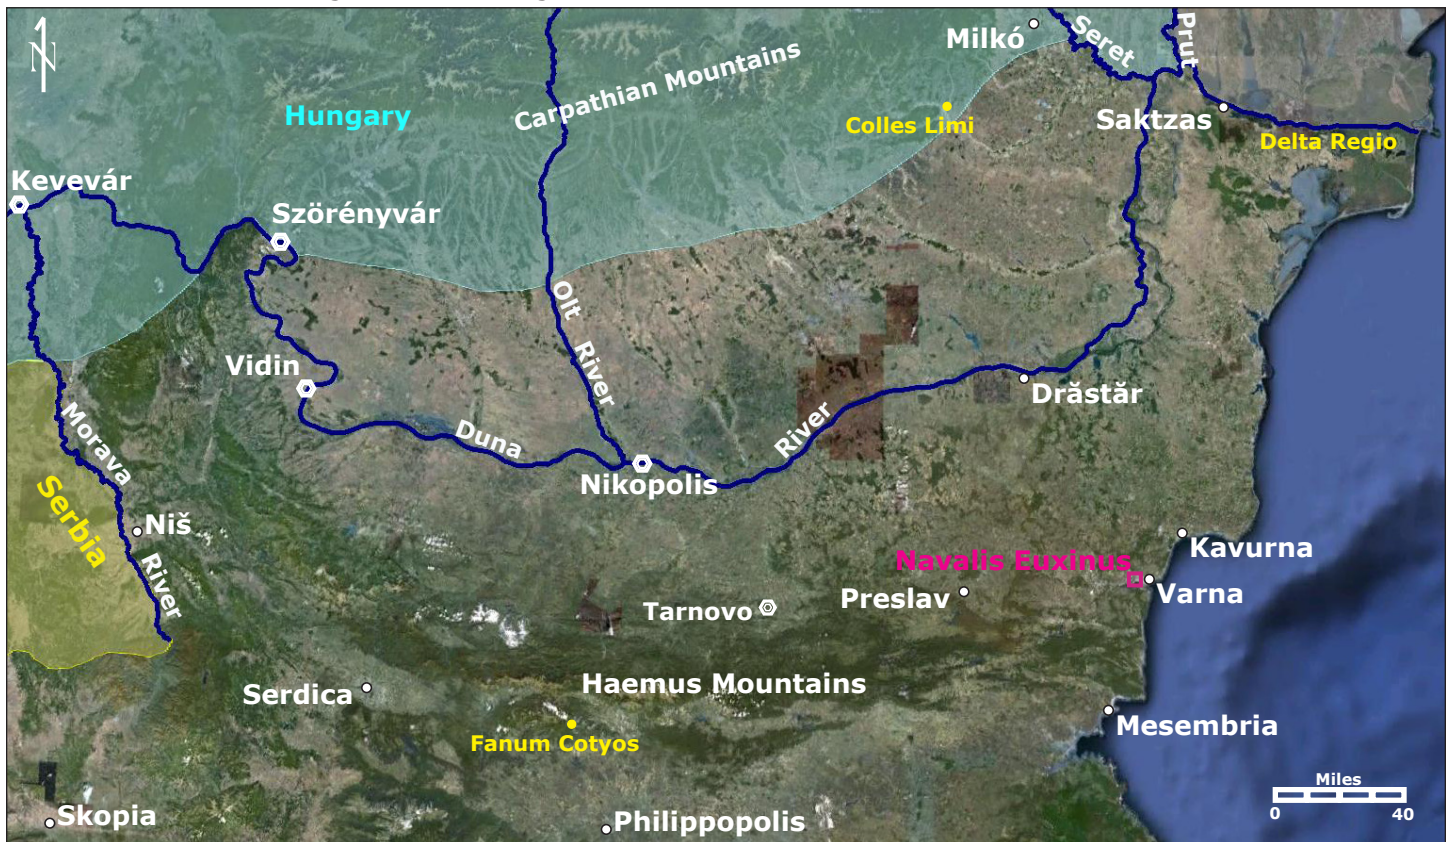 N
Milkó
Seret
Prut
Carpathian Mountains
Hungary
Colles Limi
Saktzas
Delta Regio
Kevevár
Szörényvár
Olt River
Vidin
Drăstăr
Morava River
Duna River
Nikopolis
Serbia
Niš
Kavurna
Navalis Euxinus
Varna
Preslav
Tarnovo
Haemus Mountains
Serdica
Mesembria
Fanum Cotyos
Miles
0 40
Skopia
Philippopolis